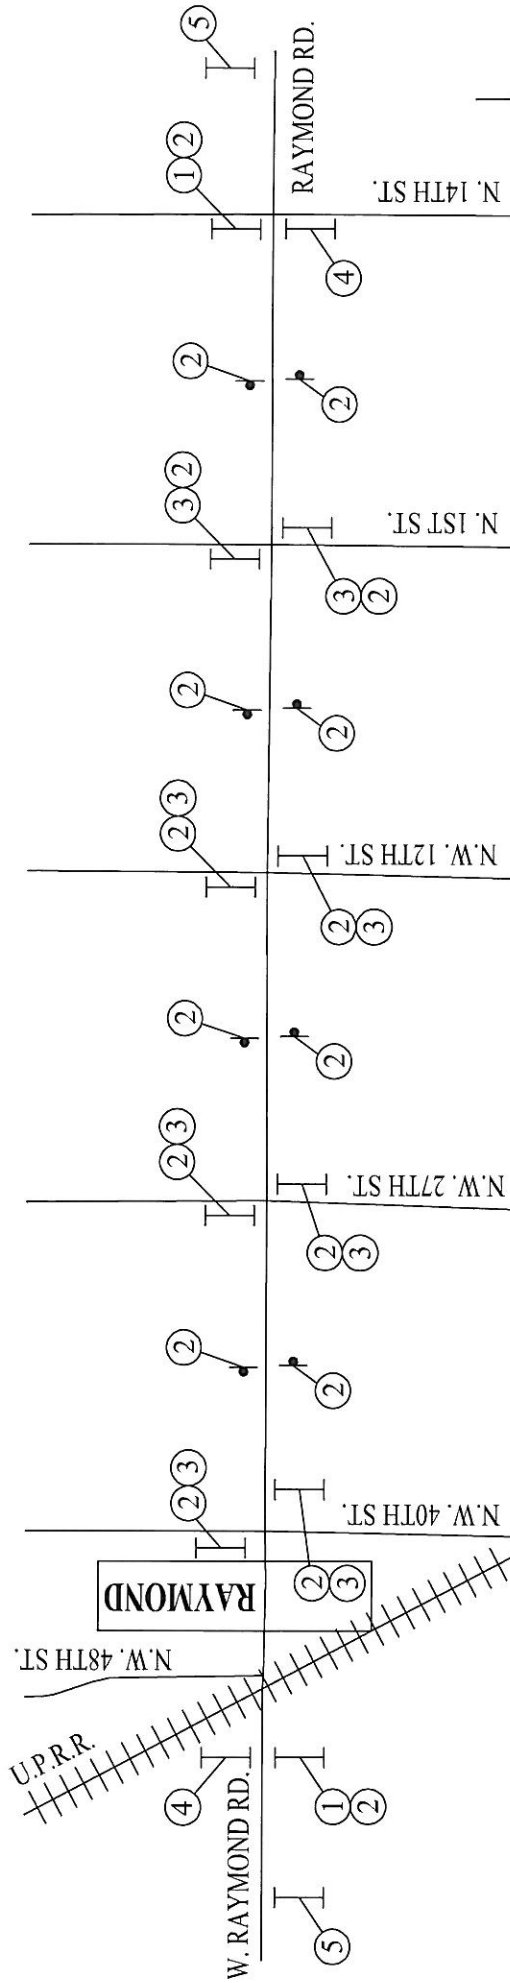 ⑤
RAYMOND RD.
① ②
N. 14TH ST.
④
②
②
③ ②
N. 1ST ST.
③ ②
②
②
② ③
N.W. 12TH ST.
② ③
②
②
② ③
N.W. 27TH ST.
② ③
②
②
② ③
N.W. 40TH ST.
② ③
RAYMOND
N.W. 48TH ST.
U.P.R.R.
④
W. RAYMOND RD.
① ②
⑤